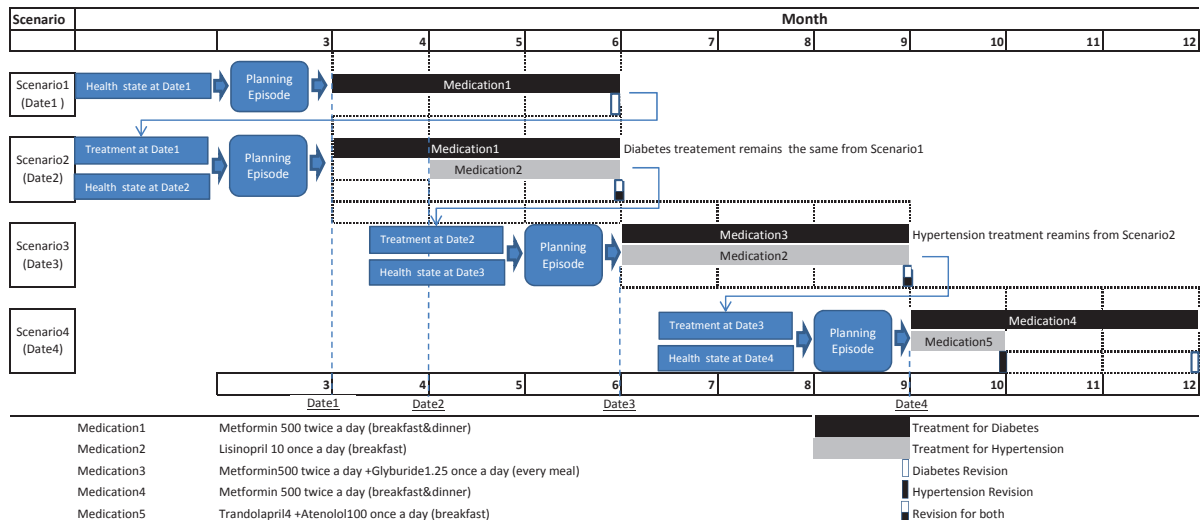 Scenario Month
3 4 5 6 7 8 9 10 11 12
Scenario1
(Date1 )
Health state at Date1
Planning
Episode
Medication1
Scenario2
(Date2)
Treatment at Date1
Health state at Date2
Planning
Episode
Medication1
Medication2
Diabetes treatement remains the same from Scenario1
Scenario3
(Date3)
Treatment at Date2
Health state at Date3
Planning
Episode
Medication3
Medication2
Hypertension treatment reamins from Scenario2
Scenario4
(Date4)
Treatment at Date3
Health state at Date4
Planning
Episode
Medication4
Medication5
3 4 5 6 7 8 9 10 11 12
Date1 Date2 Date3 Date4
Medication1 Metformin 500 twice a day (breakfast&dinner)
Medication2 Lisinopril 10 once a day (breakfast)
Medication3 Metformin500 twice a day +Glyburide1.25 once a day (every meal)
Medication4 Metformin 500 twice a day (breakfast&dinner)
Medication5 Trandolapril4 +Atenolol100 once a day (breakfast)
Treatment for Diabetes
Treatment for Hypertension
Diabetes Revision
Hypertension Revision
Revision for both